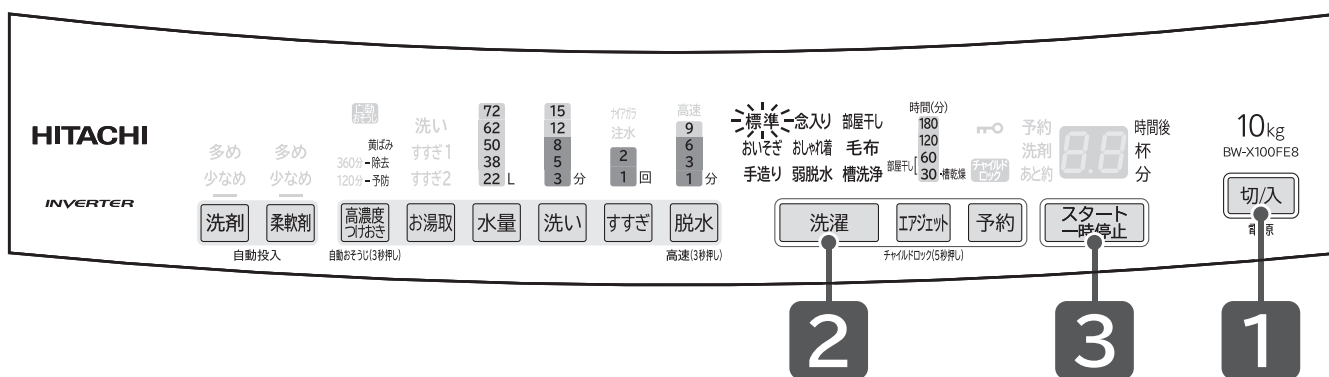 HITACHI
INVERTER
多め 多め
少なめ 少なめ
洗剤 柔軟剤
自動投入
自動おそうじ
黄ばみ
360分-除去
120分-予防
高濃度つけおき
自動おそうじ(3秒押し)
洗い
すすぎ1
すすぎ2
お湯取
72
62
50
38
22 L
水量
15
12
8
5
3 分
洗い
ナイアガラ
注水
2
1 回
すすぎ
高速
9
6
3
1 分
脱水
高速(3秒押し)
標準 念入り 部屋干し
おいそぎ おしゃれ着 毛布
手造り 弱脱水 槽洗浄
洗濯
時間(分)
180
120
60
30・槽乾燥
部屋干し
エアジェット
チャイルドロック
チャイルドロック(5秒押し)
予約
洗剤
あと約
予約
88
時間後
杯
分
スタート
一時停止
10kg
BW-X100FE8
切/入
電源
2
3
1